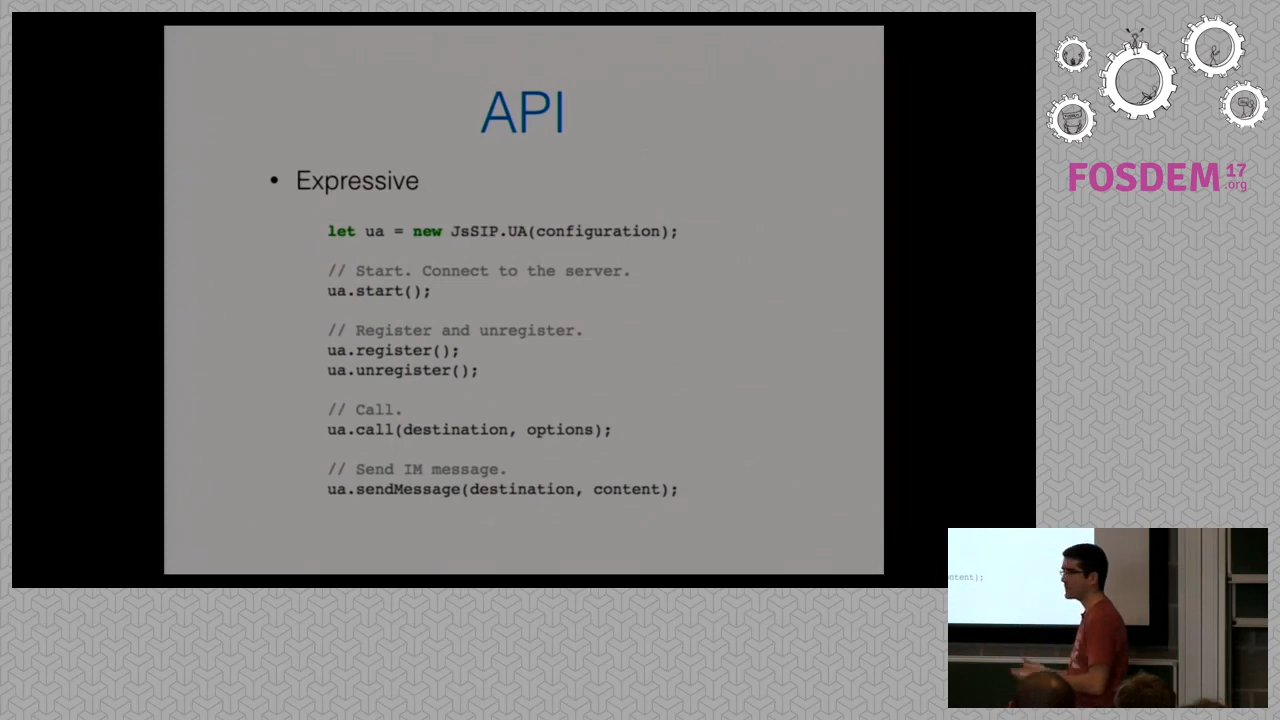 API
• Expressive
let ua = new JsSIP.UA(configuration);
// Start. Connect to the server.
ua.start();
// Register and unregister.
ua.register();
ua.unregister();
// Call.
ua.call(destination, options);
// Send IM message.
ua.sendMessage(destination, content);
FOSDEM 17
.org
ntent);